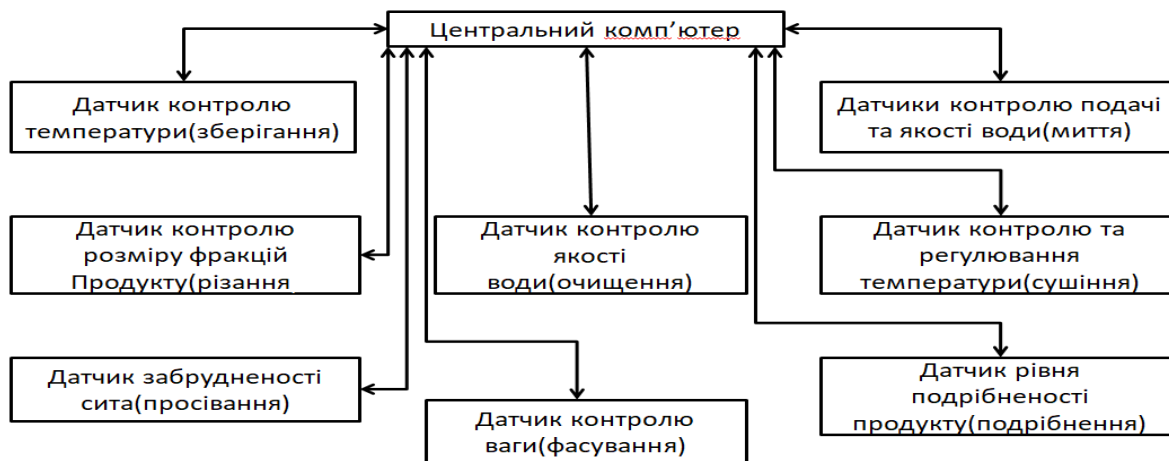 Центральний комп’ютер
Датчик контролю
температури(зберігання)
Датчики контролю подачі
та якості води(миття)
Датчик контролю
розміру фракцій
Продукту(різання
Датчик контролю
якості
води(очищення)
Датчик контролю та
регулювання
температури(сушіння)
Датчик забрудненості
сита(просівання)
Датчик контролю
ваги(фасування)
Датчик рівня
подрібненості
продукту(подрібнення)